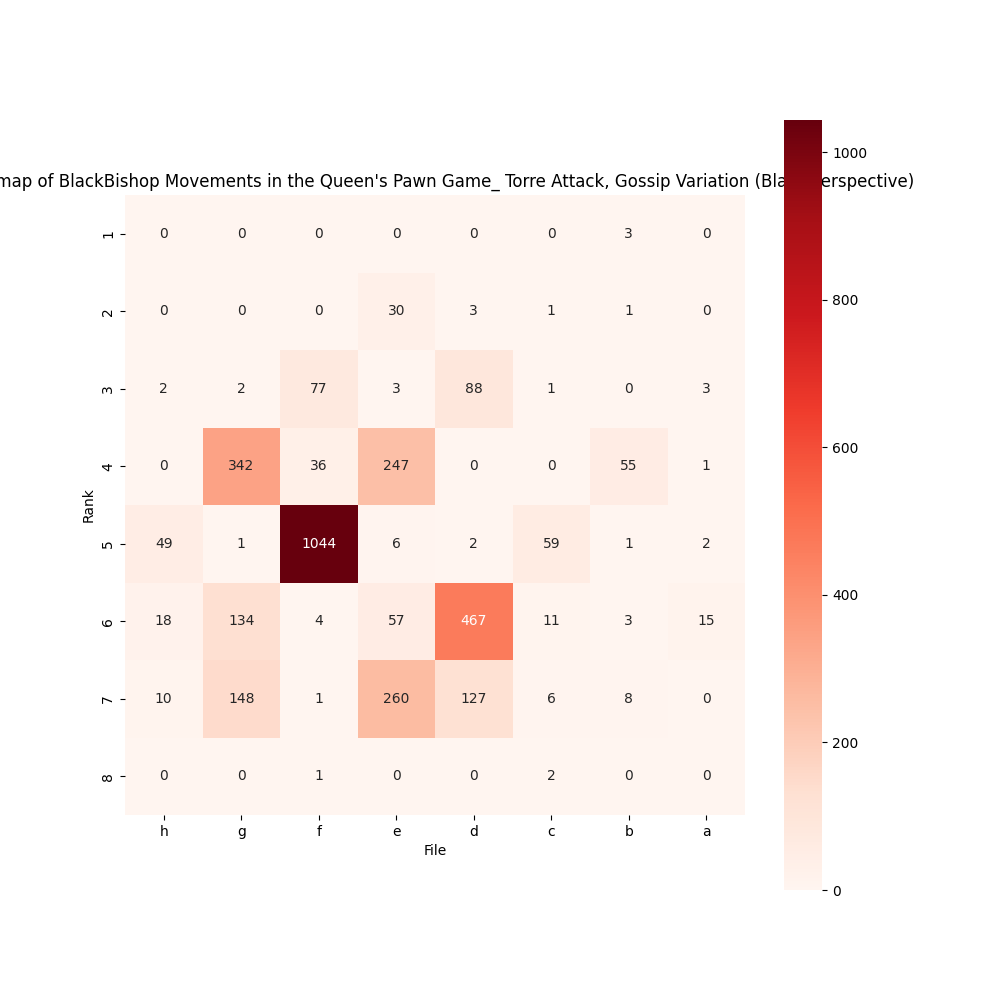 map of BlackBishop Movements in the Queen's Pawn Game_ Torre Attack, Gossip Variation (Bla erspective)
1 0 0 0 0 0 0 3 0
2 0 0 0 30 3 1 1 0
3 2 2 77 3 88 1 0 3
4 0 342 36 247 0 0 55 1
5 49 1 1044 6 2 59 1 2
6 18 134 4 57 467 11 3 15
7 10 148 1 260 127 6 8 0
8 0 0 1 0 0 2 0 0
Rank
h g f e d c b a
File
1000
800
600
400
200
0